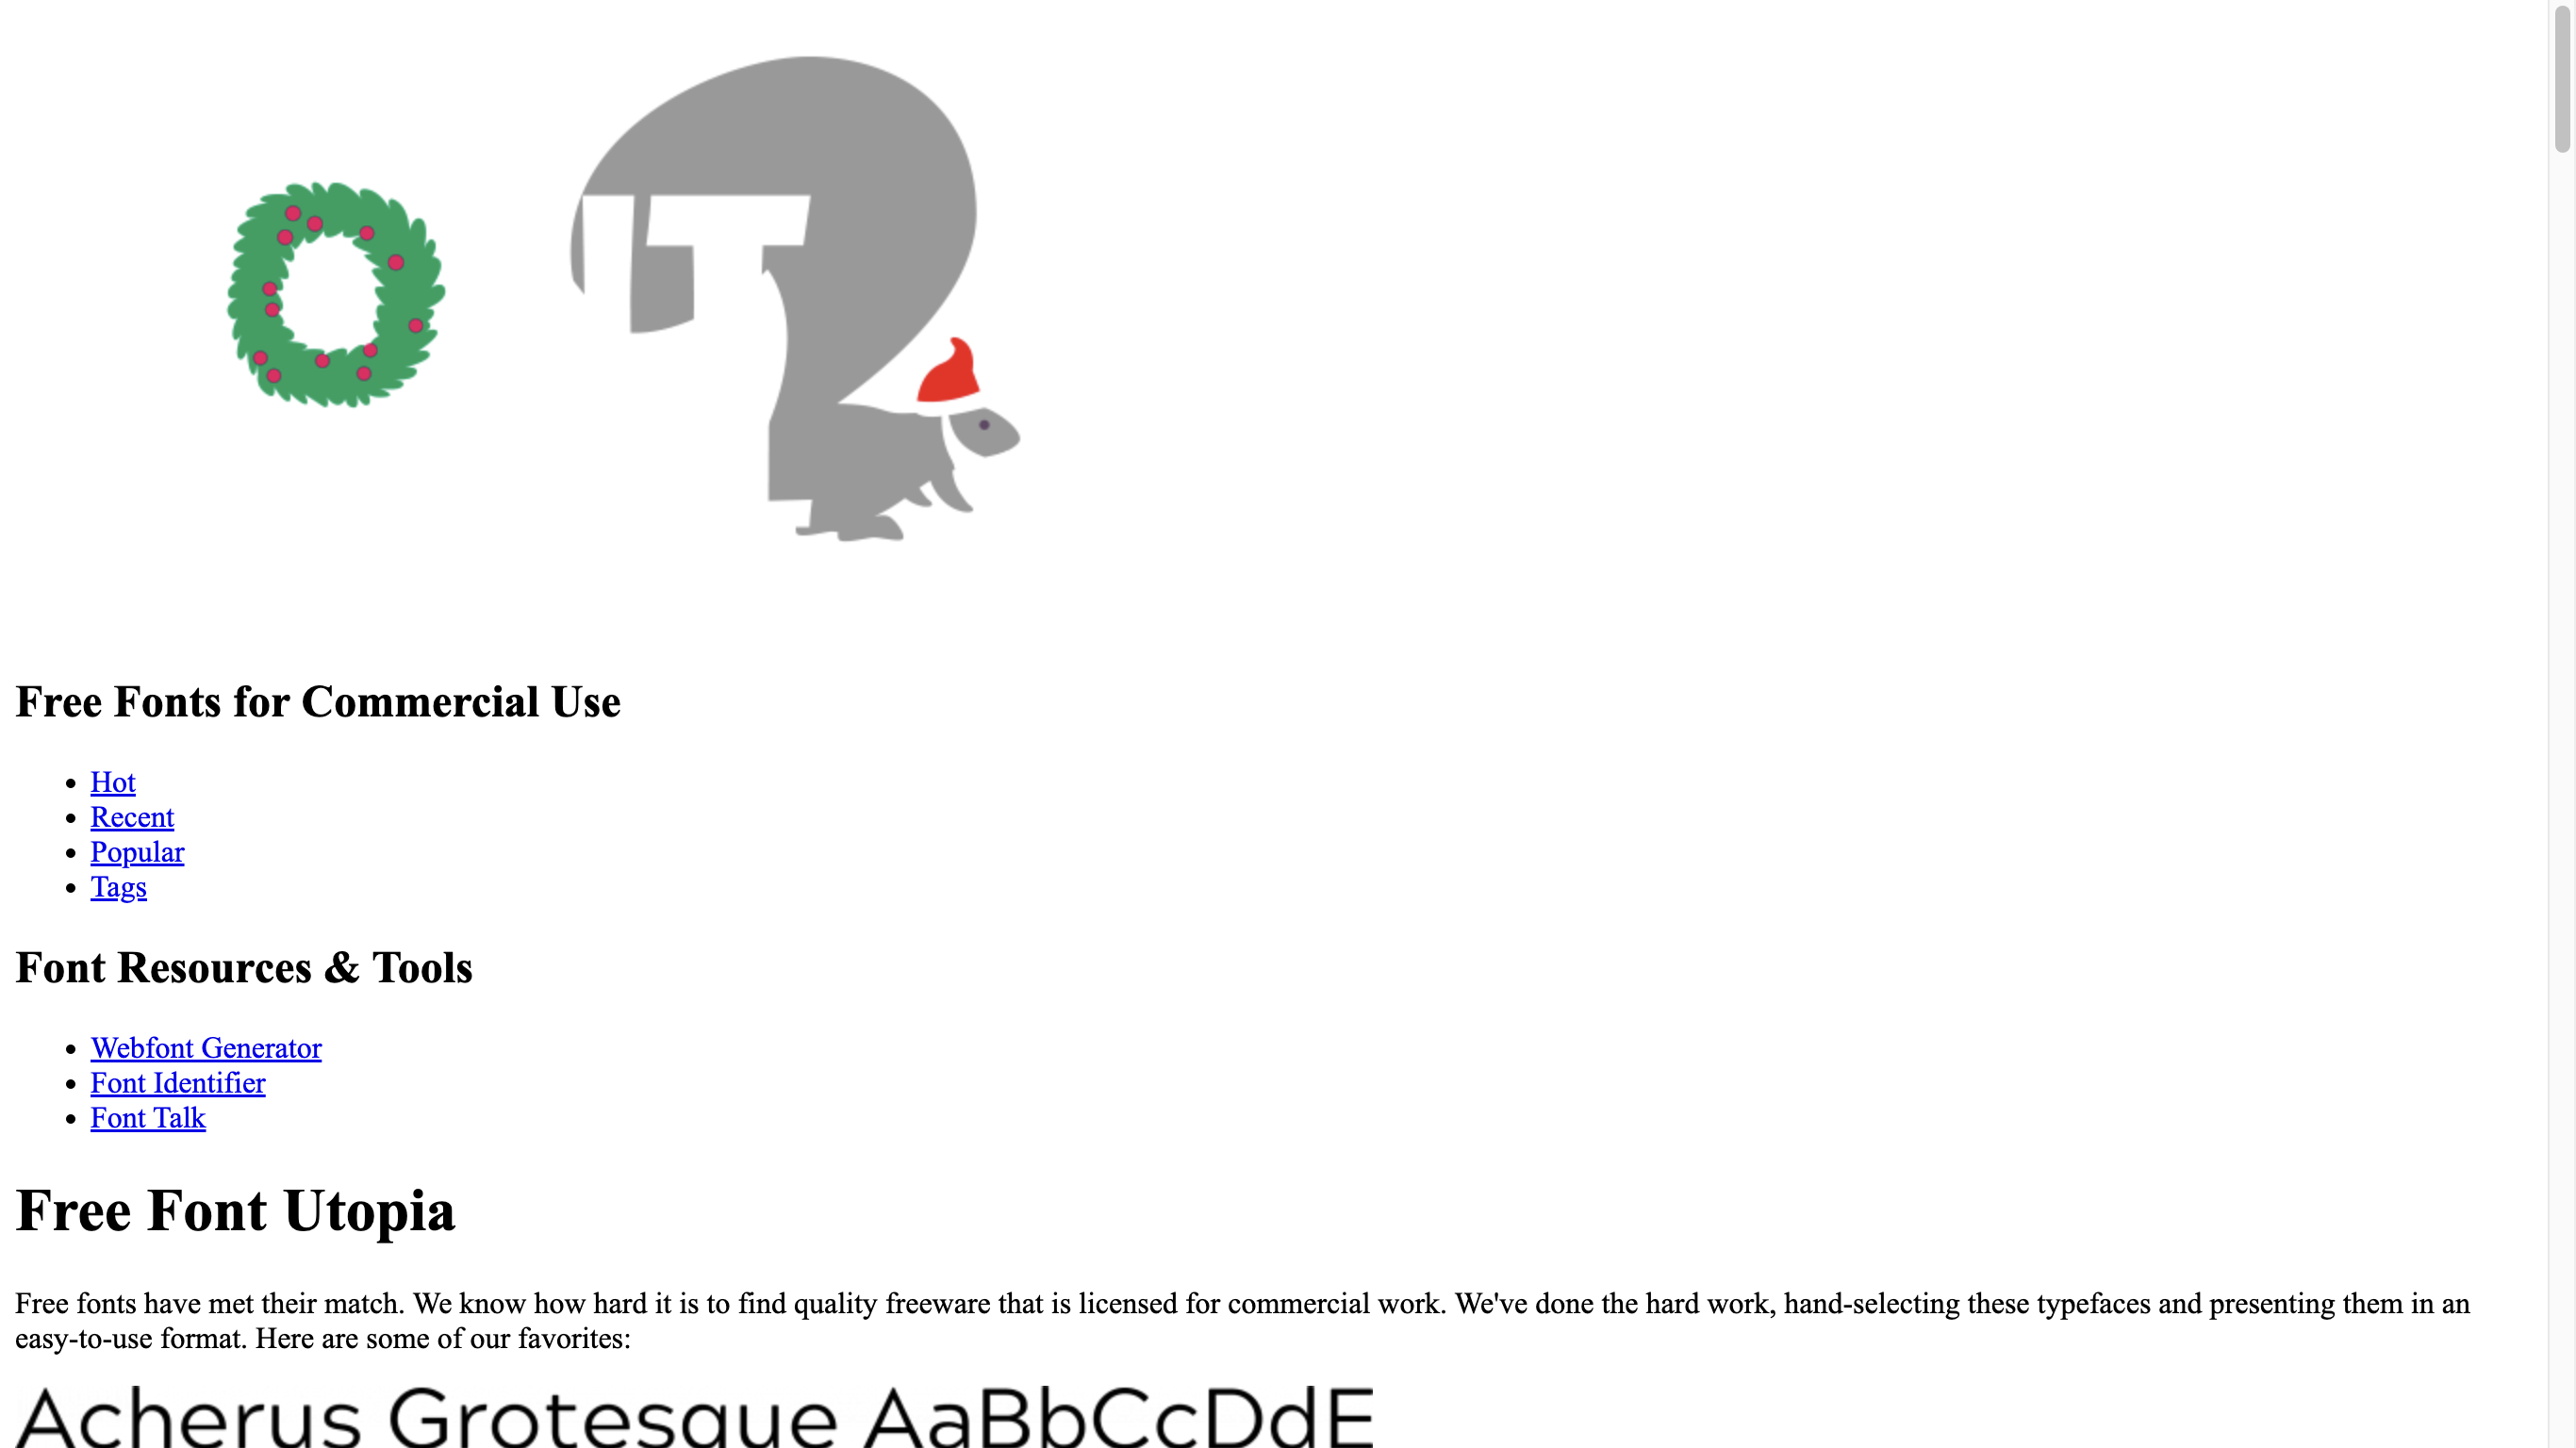 Free Fonts for Commercial Use
Hot
Recent
Popular
Tags
Font Resources & Tools
Webfont Generator
Font Identifier
Font Talk
Free Font Utopia
Free fonts have met their match. We know how hard it is to find quality freeware that is licensed for commercial work. We've done the hard work, hand-selecting these typefaces and presenting them in an
easy-to-use format. Here are some of our favorites:
Acherus Grotesque AaBbCcDdE